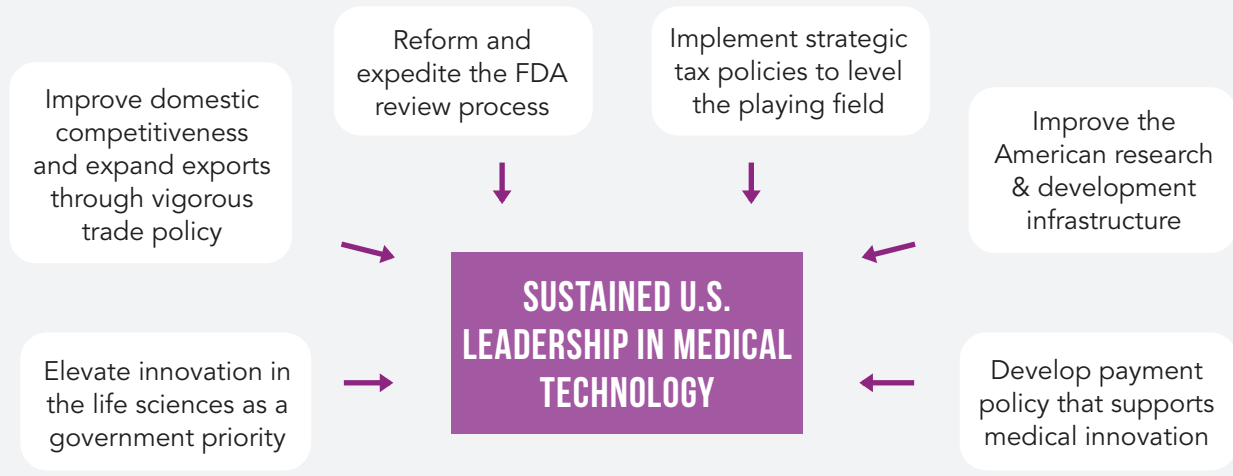 Reform and
expedite the FDA
review process
Implement strategic
tax policies to level
the playing field
Improve domestic
competitiveness
and expand exports
through vigorous
trade policy
Improve the
American research
& development
infrastructure
SUSTAINED U.S.
LEADERSHIP IN MEDICAL
TECHNOLOGY
Elevate innovation in
the life sciences as a
government priority
Develop payment
policy that supports
medical innovation